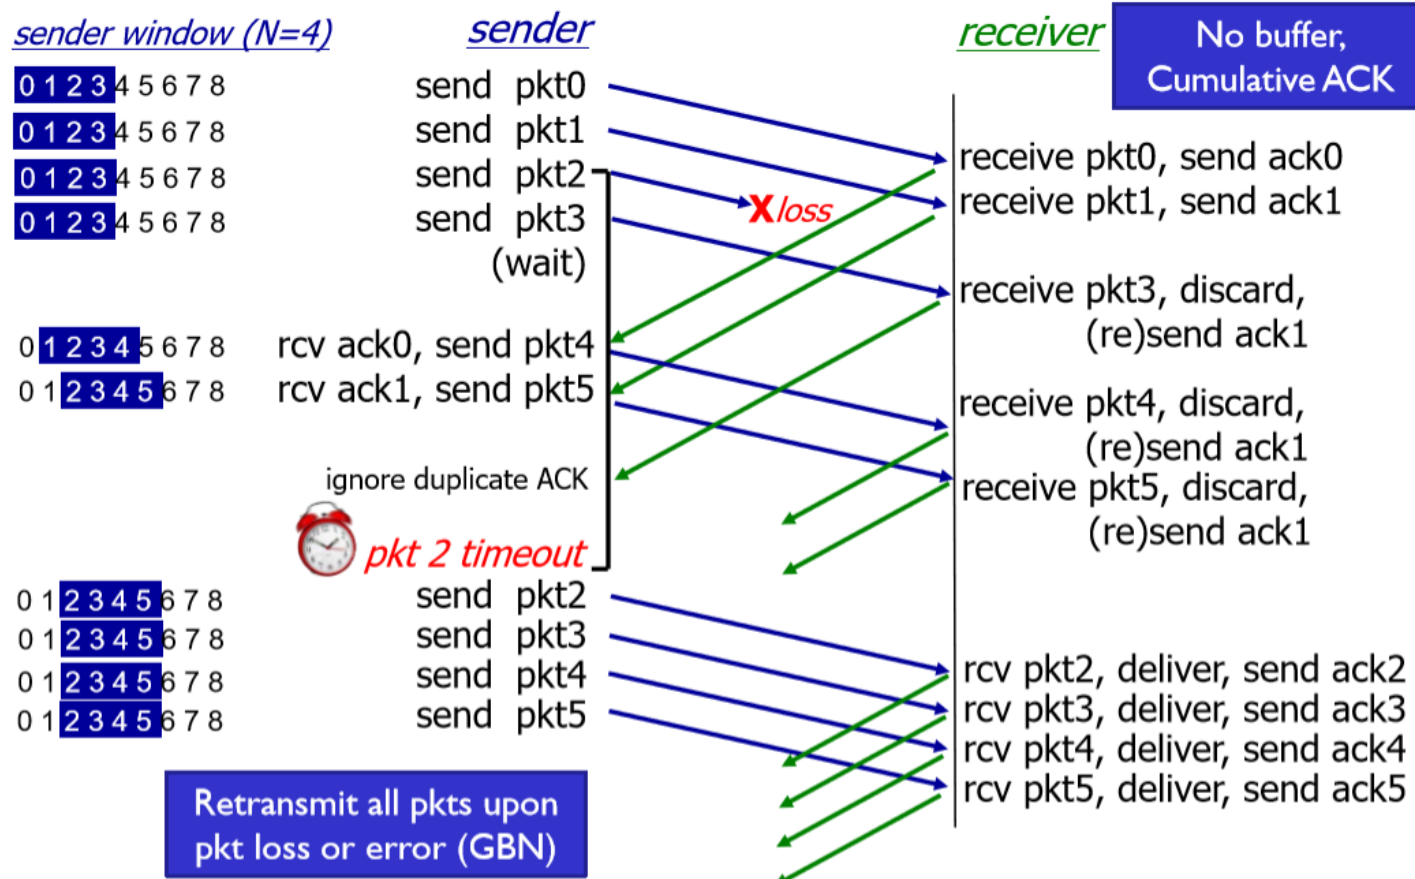 sender window (N=4) sender receiver No buffer,
Cumulative ACK
0 1 2 3 4 5 6 7 8 send pkt0
0 1 2 3 4 5 6 7 8 send pkt1
receive pkt0, send ack0
0 1 2 3 4 5 6 7 8 send pkt2
X loss
receive pkt1, send ack1
0 1 2 3 4 5 6 7 8 send pkt3
(wait)
receive pkt3, discard,
(re)send ack1
0 1 2 3 4 5 6 7 8 rcv ack0, send pkt4
0 1 2 3 4 5 6 7 8 rcv ack1, send pkt5
receive pkt4, discard,
(re)send ack1
ignore duplicate ACK
receive pkt5, discard,
(re)send ack1
pkt 2 timeout
0 1 2 3 4 5 6 7 8 send pkt2
0 1 2 3 4 5 6 7 8 send pkt3
0 1 2 3 4 5 6 7 8 send pkt4
0 1 2 3 4 5 6 7 8 send pkt5
rcv pkt2, deliver, send ack2
rcv pkt3, deliver, send ack3
rcv pkt4, deliver, send ack4
rcv pkt5, deliver, send ack5
Retransmit all pkts upon
pkt loss or error (GBN)